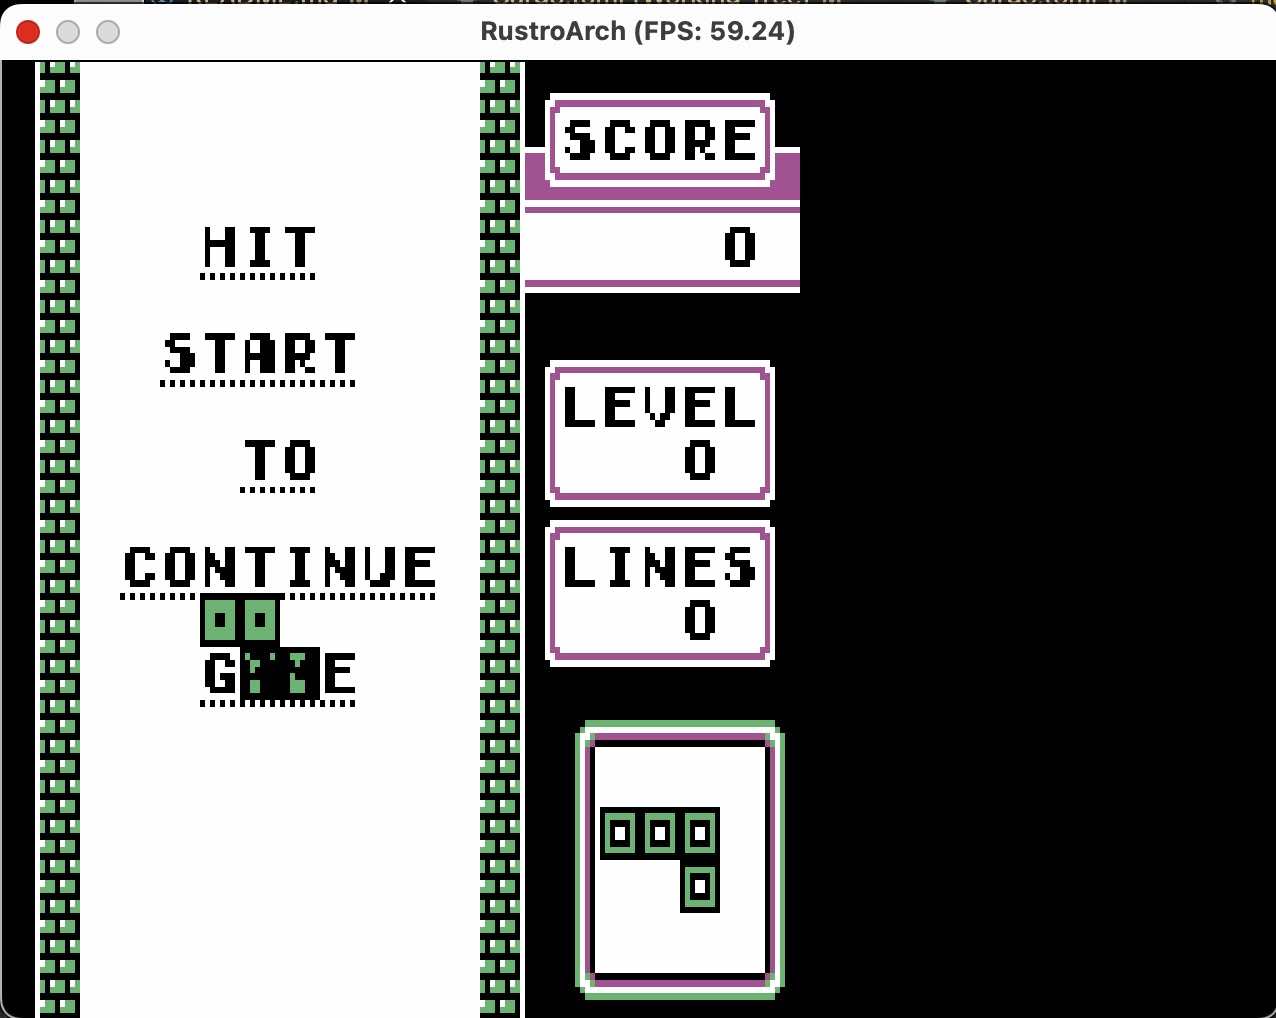 RustroArch (FPS: 59.24)
HIT
START
TO
CONTINUE
SCORE
0
LEVEL
0
LINES
0